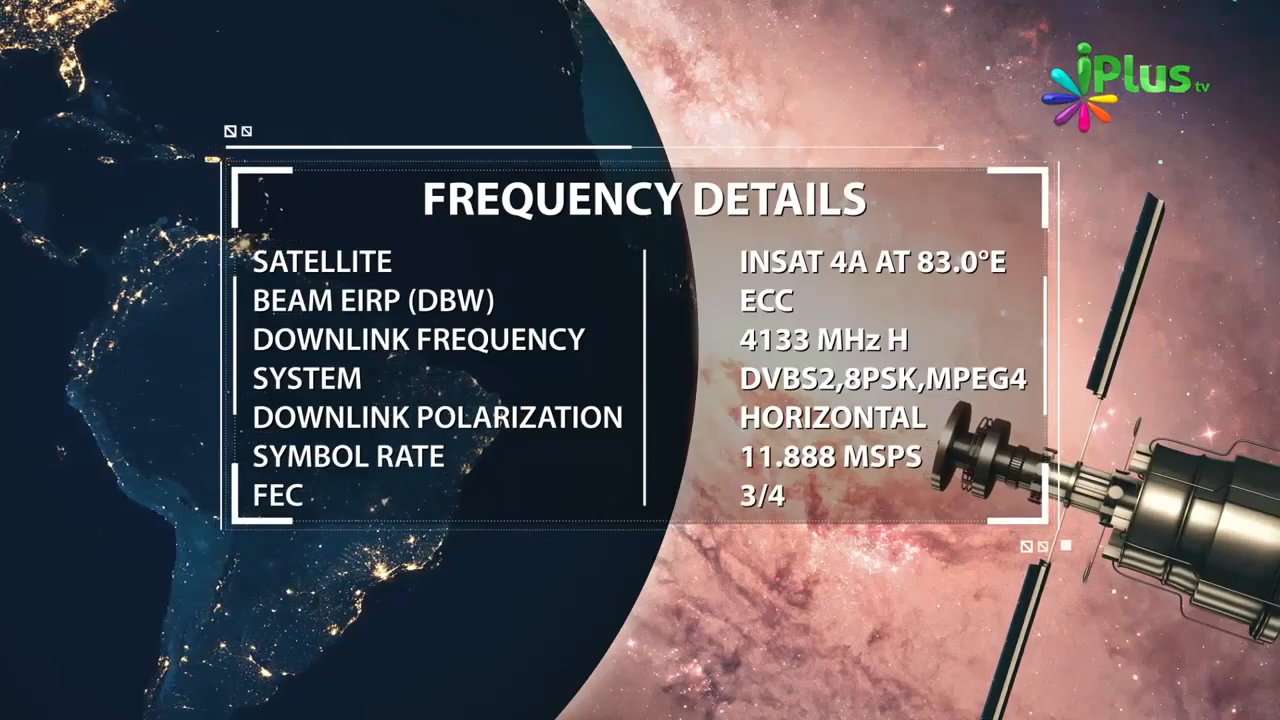 iPlus tv
FREQUENCY DETAILS
SATELLITE INSAT 4A AT 83.0°E
BEAM EIRP (DBW) ECC
DOWNLINK FREQUENCY 4133 MHz H
SYSTEM DVBS2,8PSK,MPEG4
DOWNLINK POLARIZATION HORIZONTAL
SYMBOL RATE 11.888 MSPS
FEC 3/4